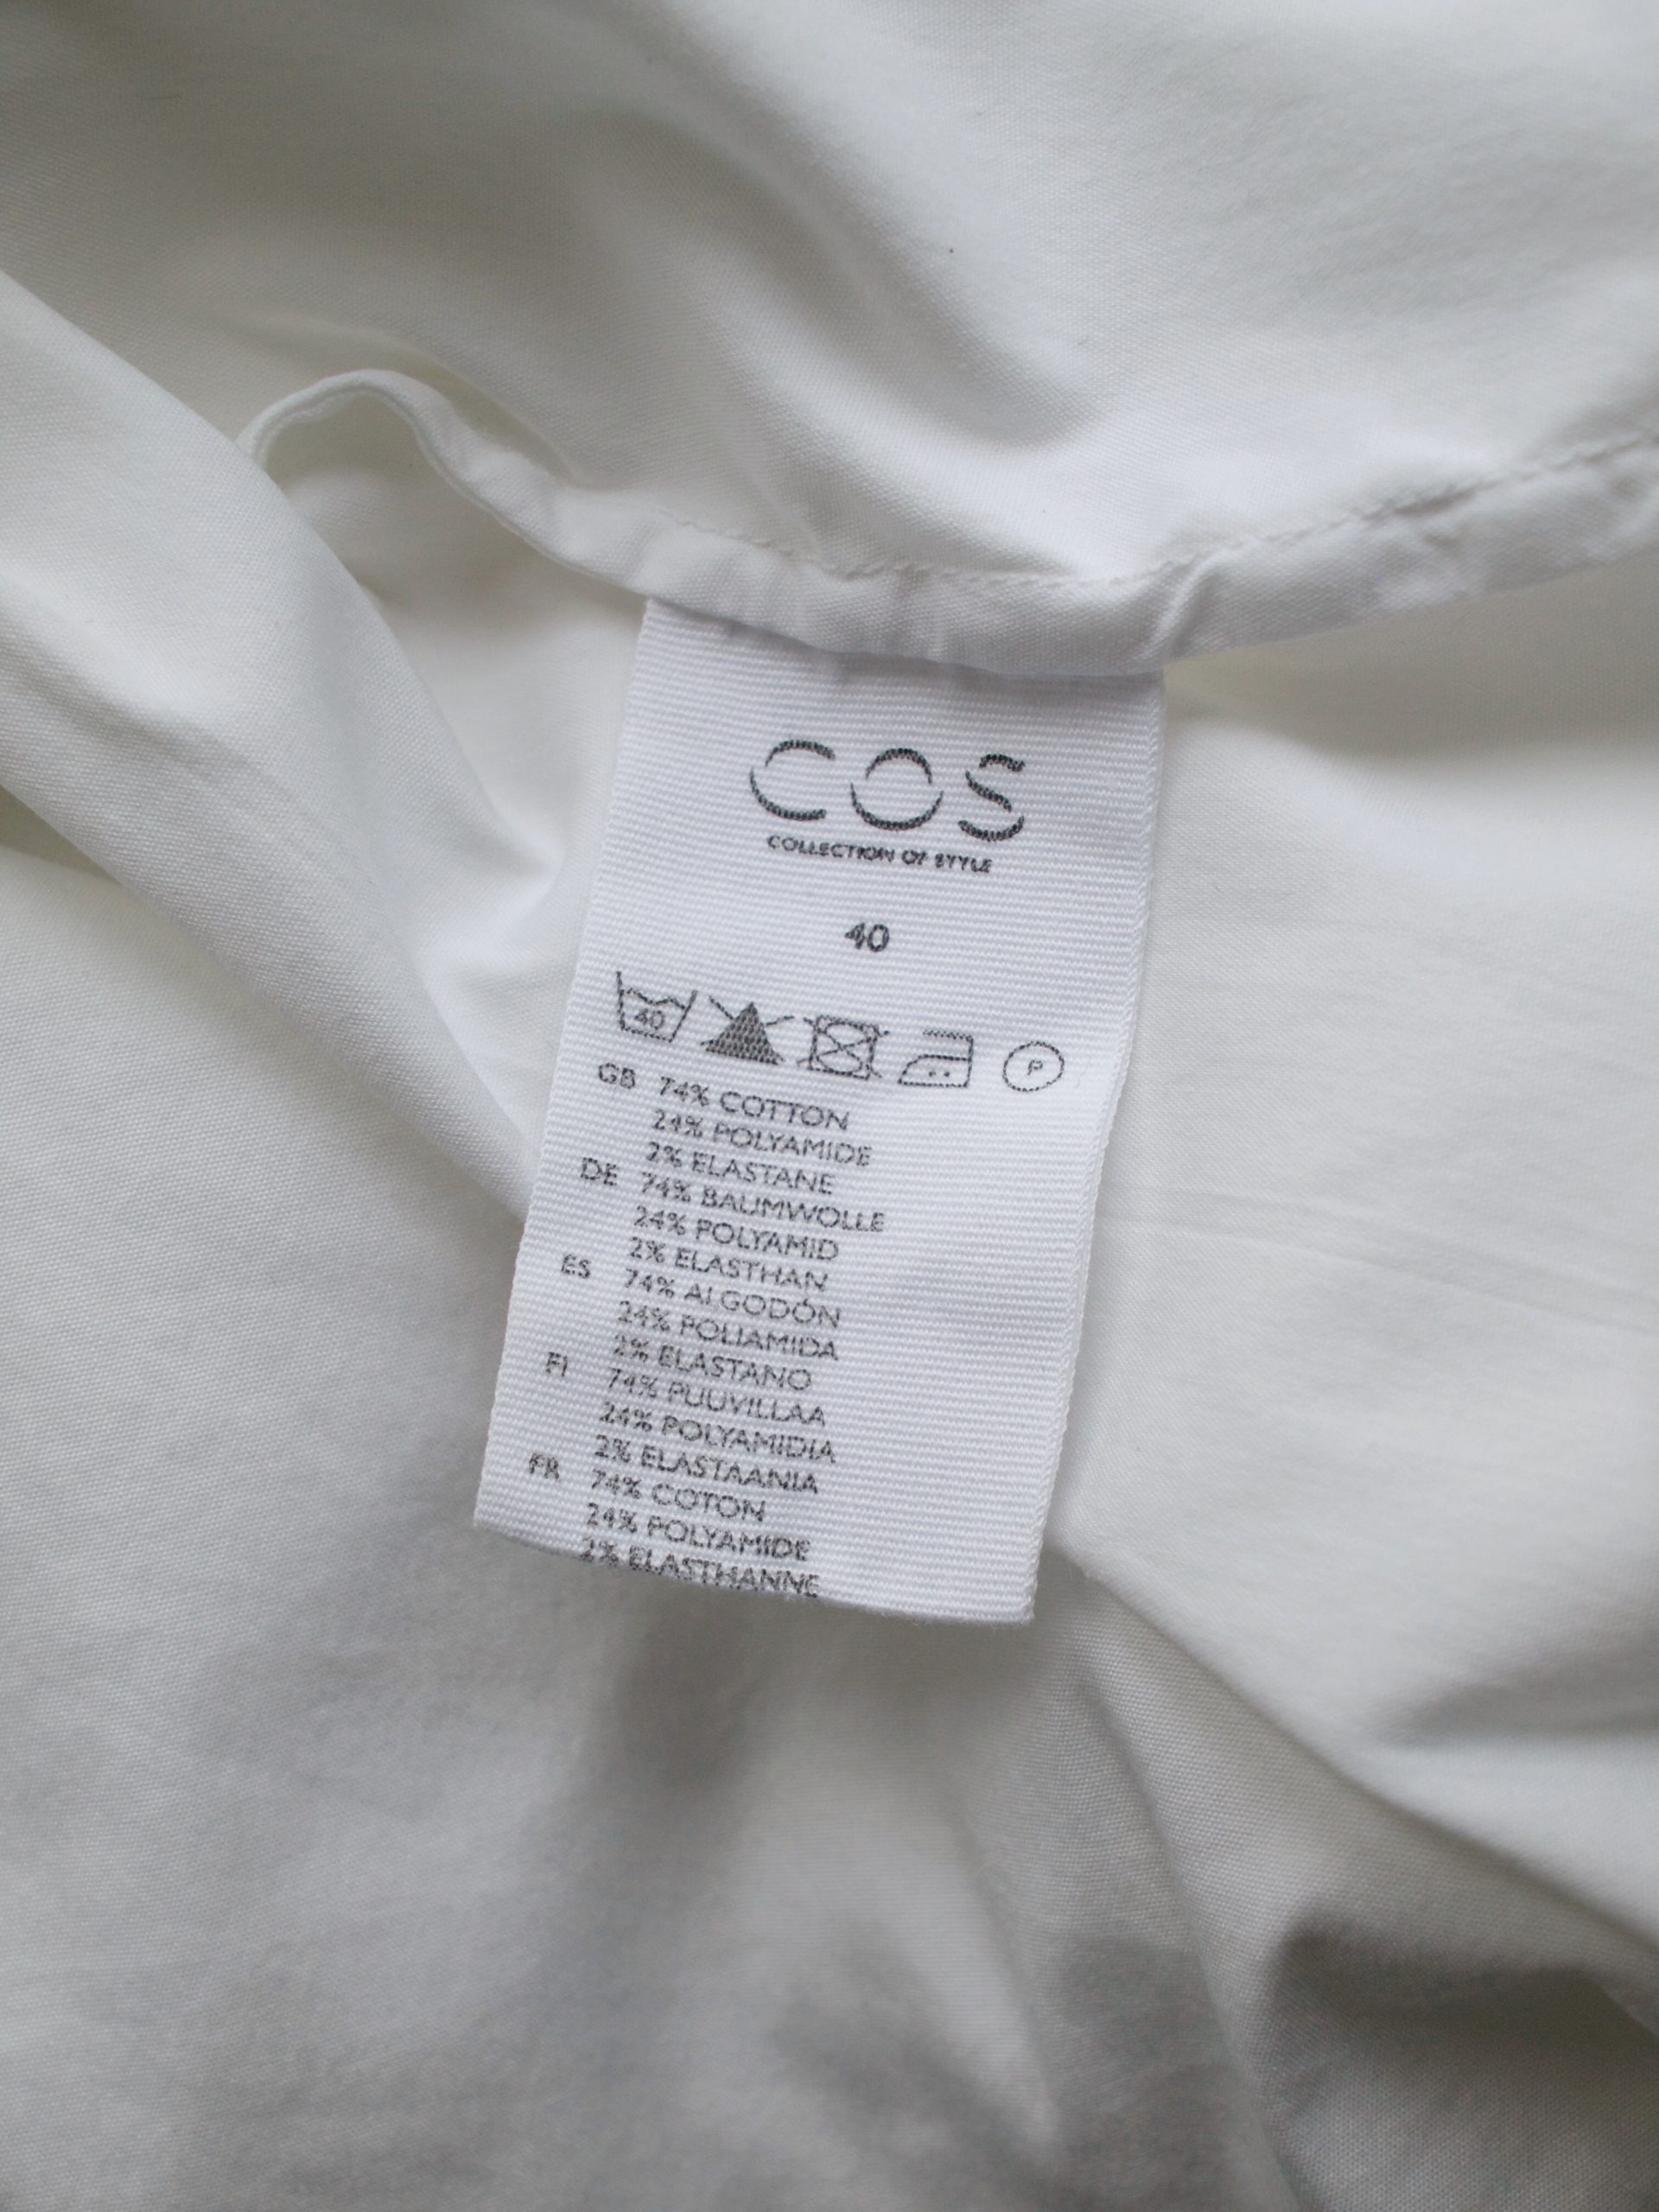 COS
COLLECTION OF STYLE
40
40
P
GB 74% COTTON
24% POLYAMIDE
2% ELASTANE
DE 74% BAUMWOLLE
24% POLYAMID
2% ELASTHAN
ES 74% ALGODÓN
24% POLIAMIDA
2% ELASTANO
FI 74% PUUVILLAA
24% POLYAMIDIA
2% ELASTAANIA
FR 74% COTON
24% POLYAMIDE
2% ELASTHANNE